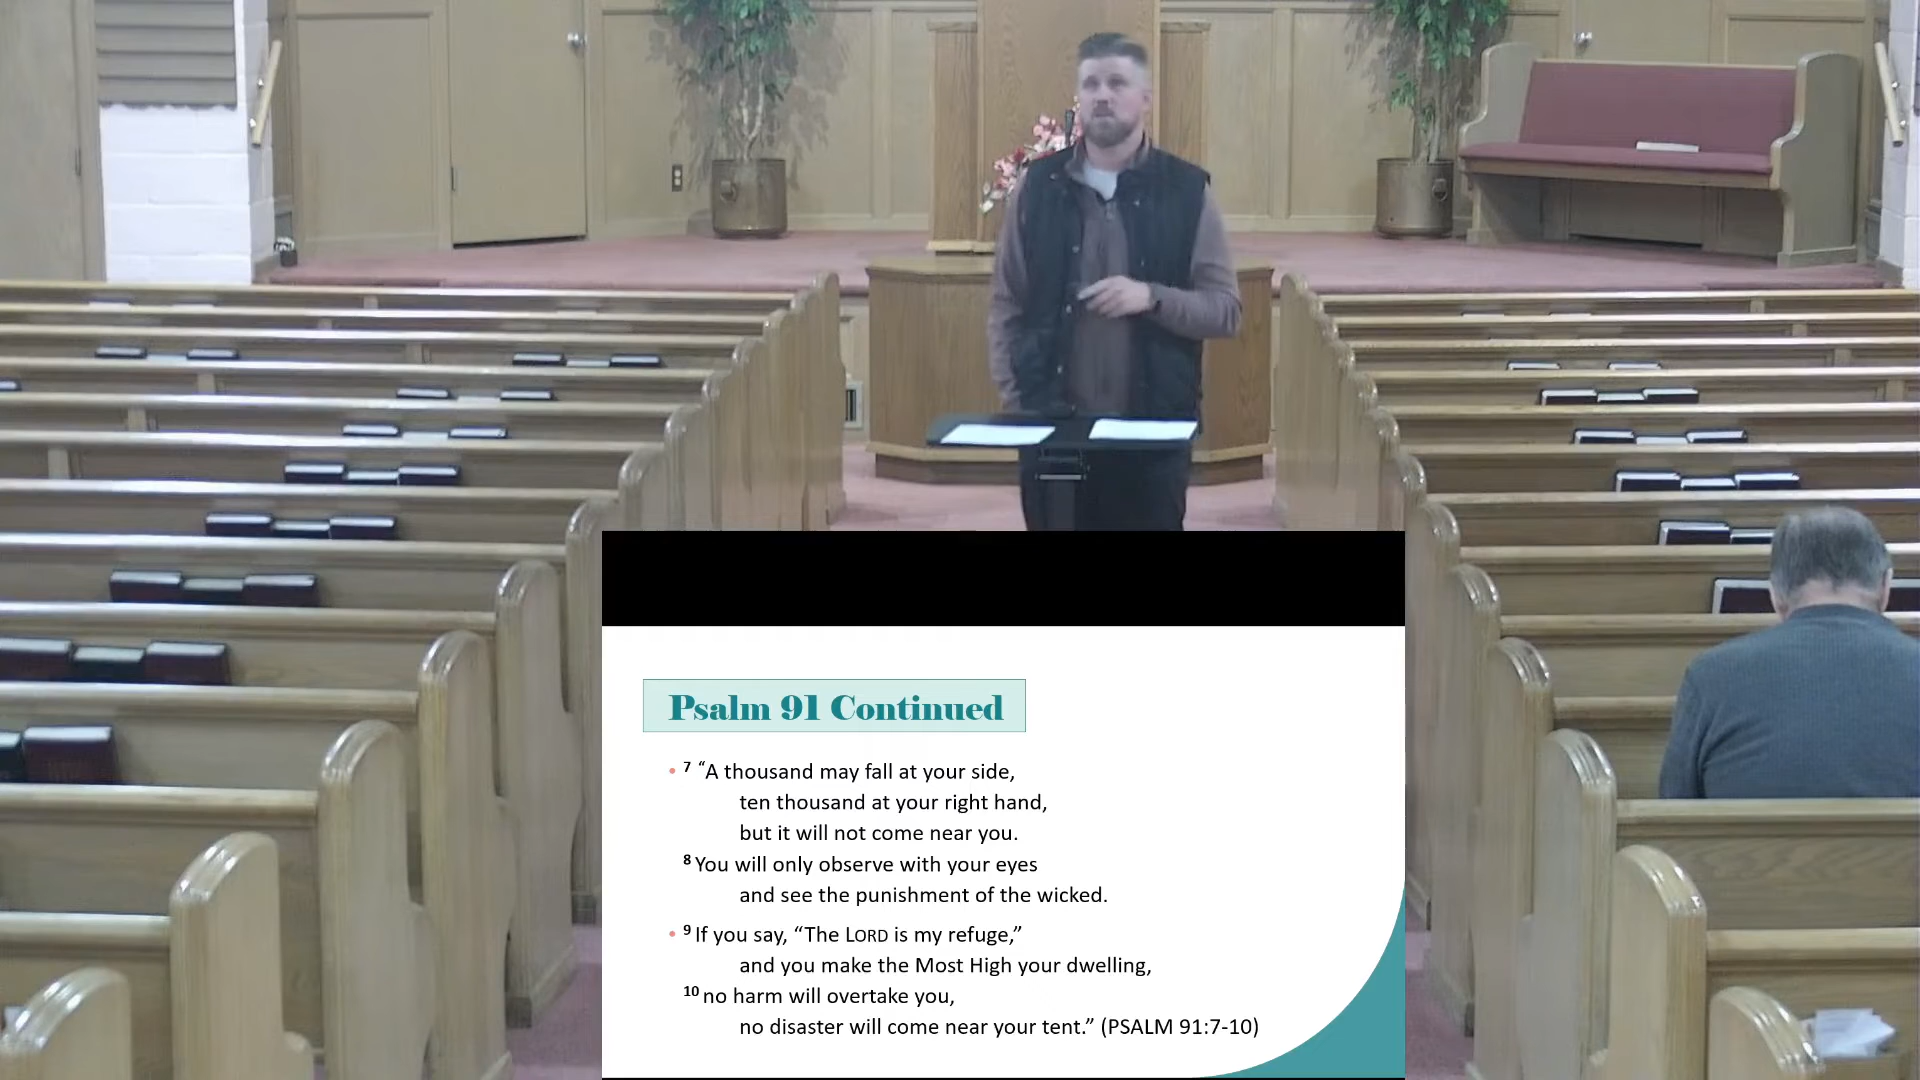 Psalm 91 Continued
• ⁷ “A thousand may fall at your side,
ten thousand at your right hand,
but it will not come near you.
⁸ You will only observe with your eyes
and see the punishment of the wicked.
• ⁹ If you say, “The LORD is my refuge,”
and you make the Most High your dwelling,
¹⁰ no harm will overtake you,
no disaster will come near your tent.” (PSALM 91:7-10)